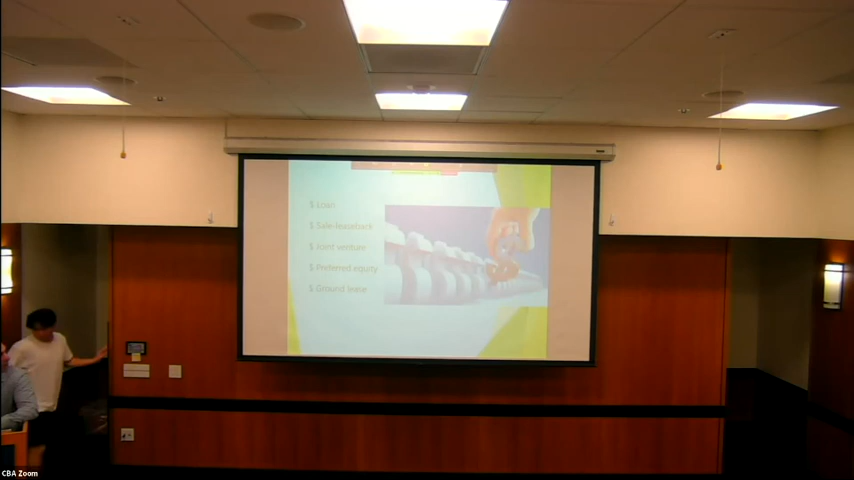 $ Loan
$ Sale-leaseback
$ Joint venture
$ Preferred equity
$ Ground lease
CBA Zoom